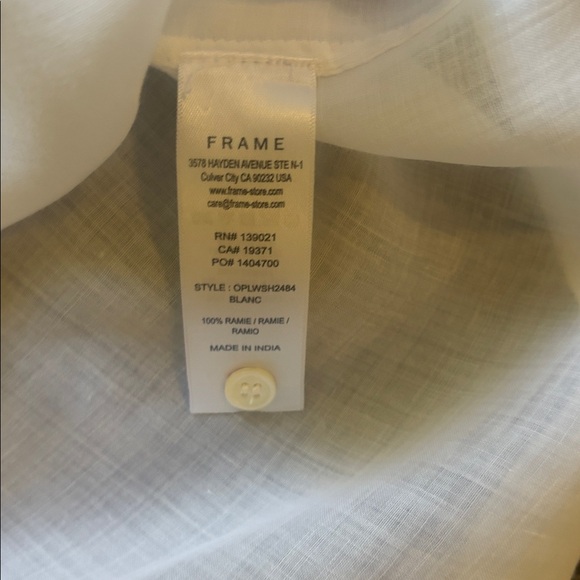 FRAME
3578 HAYDEN AVENUE STE N-1
Culver City CA 90232 USA
www.frame-store.com
care@frame-store.com
RN# 139021
CA# 19371
PO# 1404700
STYLE : OPLWSH2484
BLANC
100% RAMIE / RAMIE /
RAMIO
MADE IN INDIA